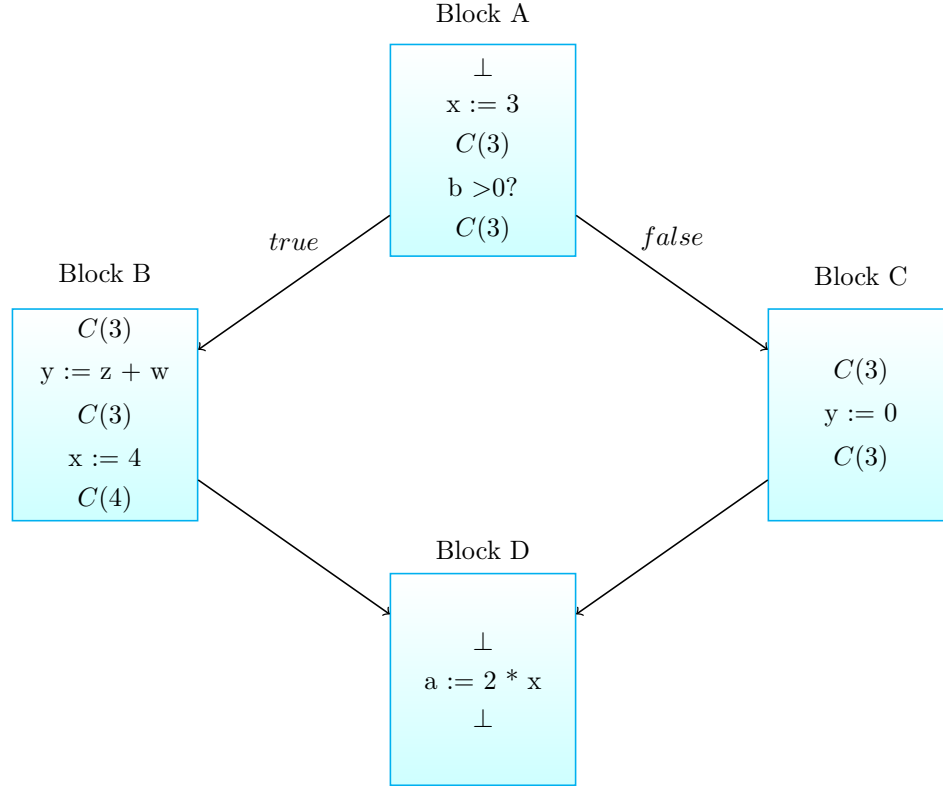 Block A
⊥
x := 3
C(3)
b >0?
C(3)
true
false
Block B
C(3)
y := z + w
C(3)
x := 4
C(4)
Block C
C(3)
y := 0
C(3)
Block D
⊥
a := 2 * x
⊥